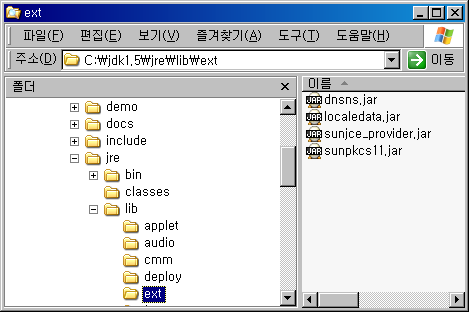 ext
파일(F) 편집(E) 보기(V) 즐겨찾기(A) 도구(T) 도움말(H)
주소(D) C:\jdk1.5\jre\lib\ext 이동
폴더
demo
docs
include
jre
bin
classes
lib
applet
audio
cmm
deploy
ext
이름
dnsns.jar
localedata.jar
sunjce_provider.jar
sunpkcs11.jar